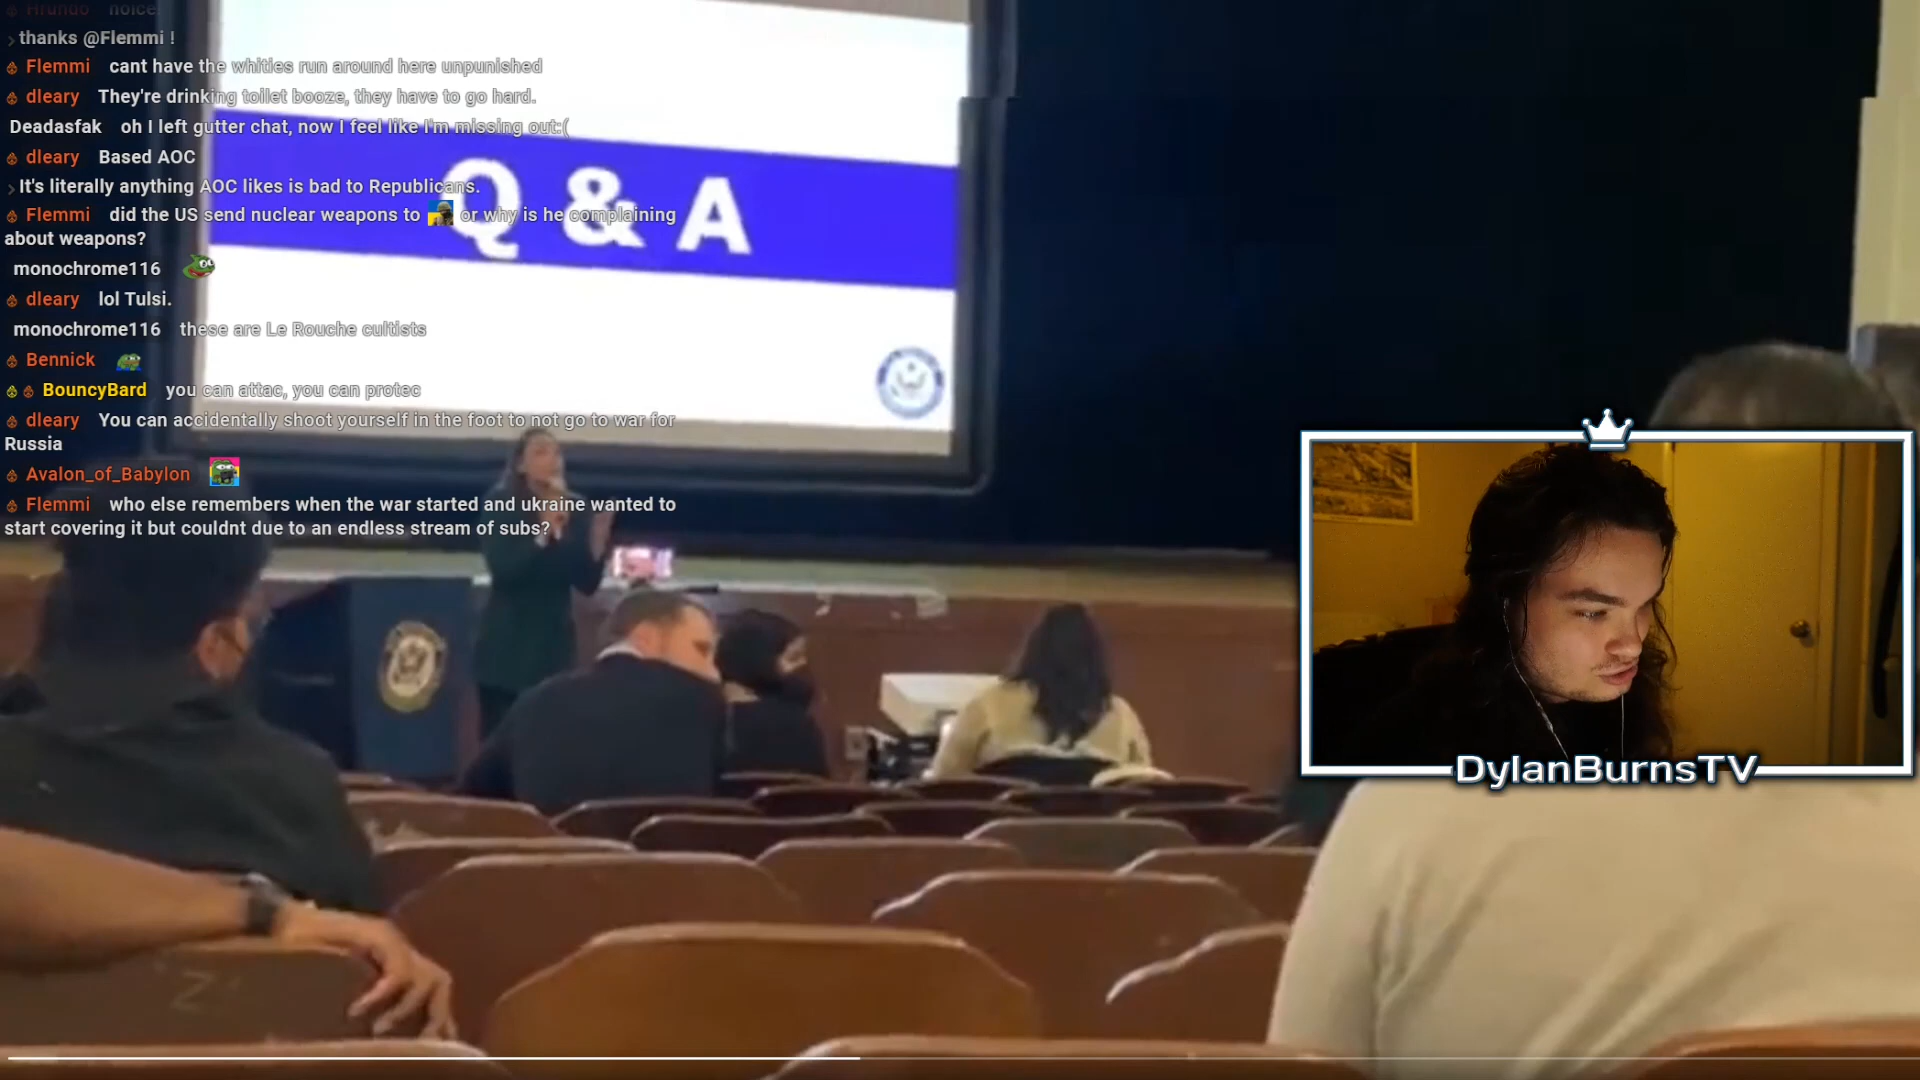 Hrundo noice.
thanks @Flemmi !
Flemmi cant have the whities run around here unpunished
dleary They're drinking toilet booze, they have to go hard.
Deadasfak oh I left gutter chat, now I feel like I'm missing out:(
dleary Based AOC
It's literally anything AOC likes is bad to Republicans.
Flemmi did the US send nuclear weapons to or why is he complaining
about weapons?
monochrome116
dleary lol Tulsi.
monochrome116 these are Le Rouche cultists
Bennick
BouncyBard you can attac, you can protec
dleary You can accidentally shoot yourself in the foot to not go to war for
Russia
Avalon_of_Babylon
Flemmi who else remembers when the war started and ukraine wanted to
start covering it but couldnt due to an endless stream of subs?
Q & A
DylanBurnsTV